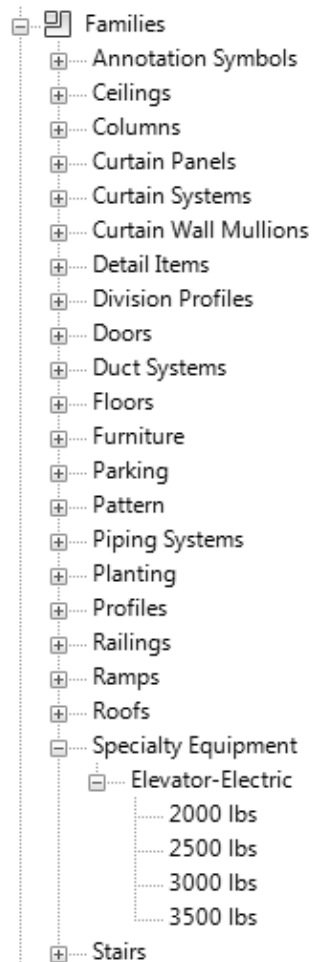 Families
Annotation Symbols
Ceilings
Columns
Curtain Panels
Curtain Systems
Curtain Wall Mullions
Detail Items
Division Profiles
Doors
Duct Systems
Floors
Furniture
Parking
Pattern
Piping Systems
Planting
Profiles
Railings
Ramps
Roofs
Specialty Equipment
Elevator-Electric
2000 lbs
2500 lbs
3000 lbs
3500 lbs
Stairs